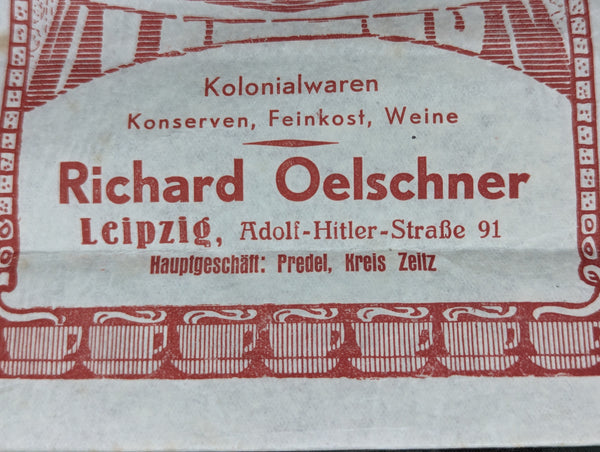 Kolonialwaren
Konserven, Feinkost, Weine
Richard Oelschner
Leipzig, Adolf-Hitler-Straße 91
Hauptgeschäft: Predel, Kreis Zeitz